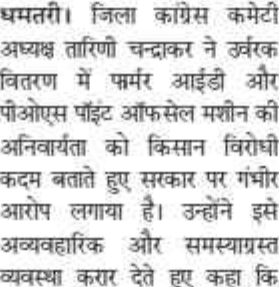 धमतरी। जिला कांग्रेस कमेटी
अध्यक्ष तारिणी चन्द्राकर ने उर्वरक
वितरण में फार्मर आईडी और
पीओएस पॉइंट ऑफसेल मशीन की
अनिवार्यता को किसान विरोधी
कदम बताते हुए सरकार पर गंभीर
आरोप लगाया है। उन्होंने इसे
अव्यवहारिक और समस्याग्रस्त
व्यवस्था करार देते हुए कहा कि